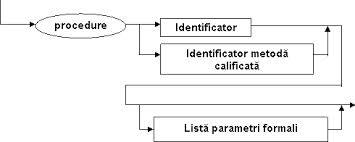 procedure
Identificator
Identificator metodă
calificată
Listă parametri formali